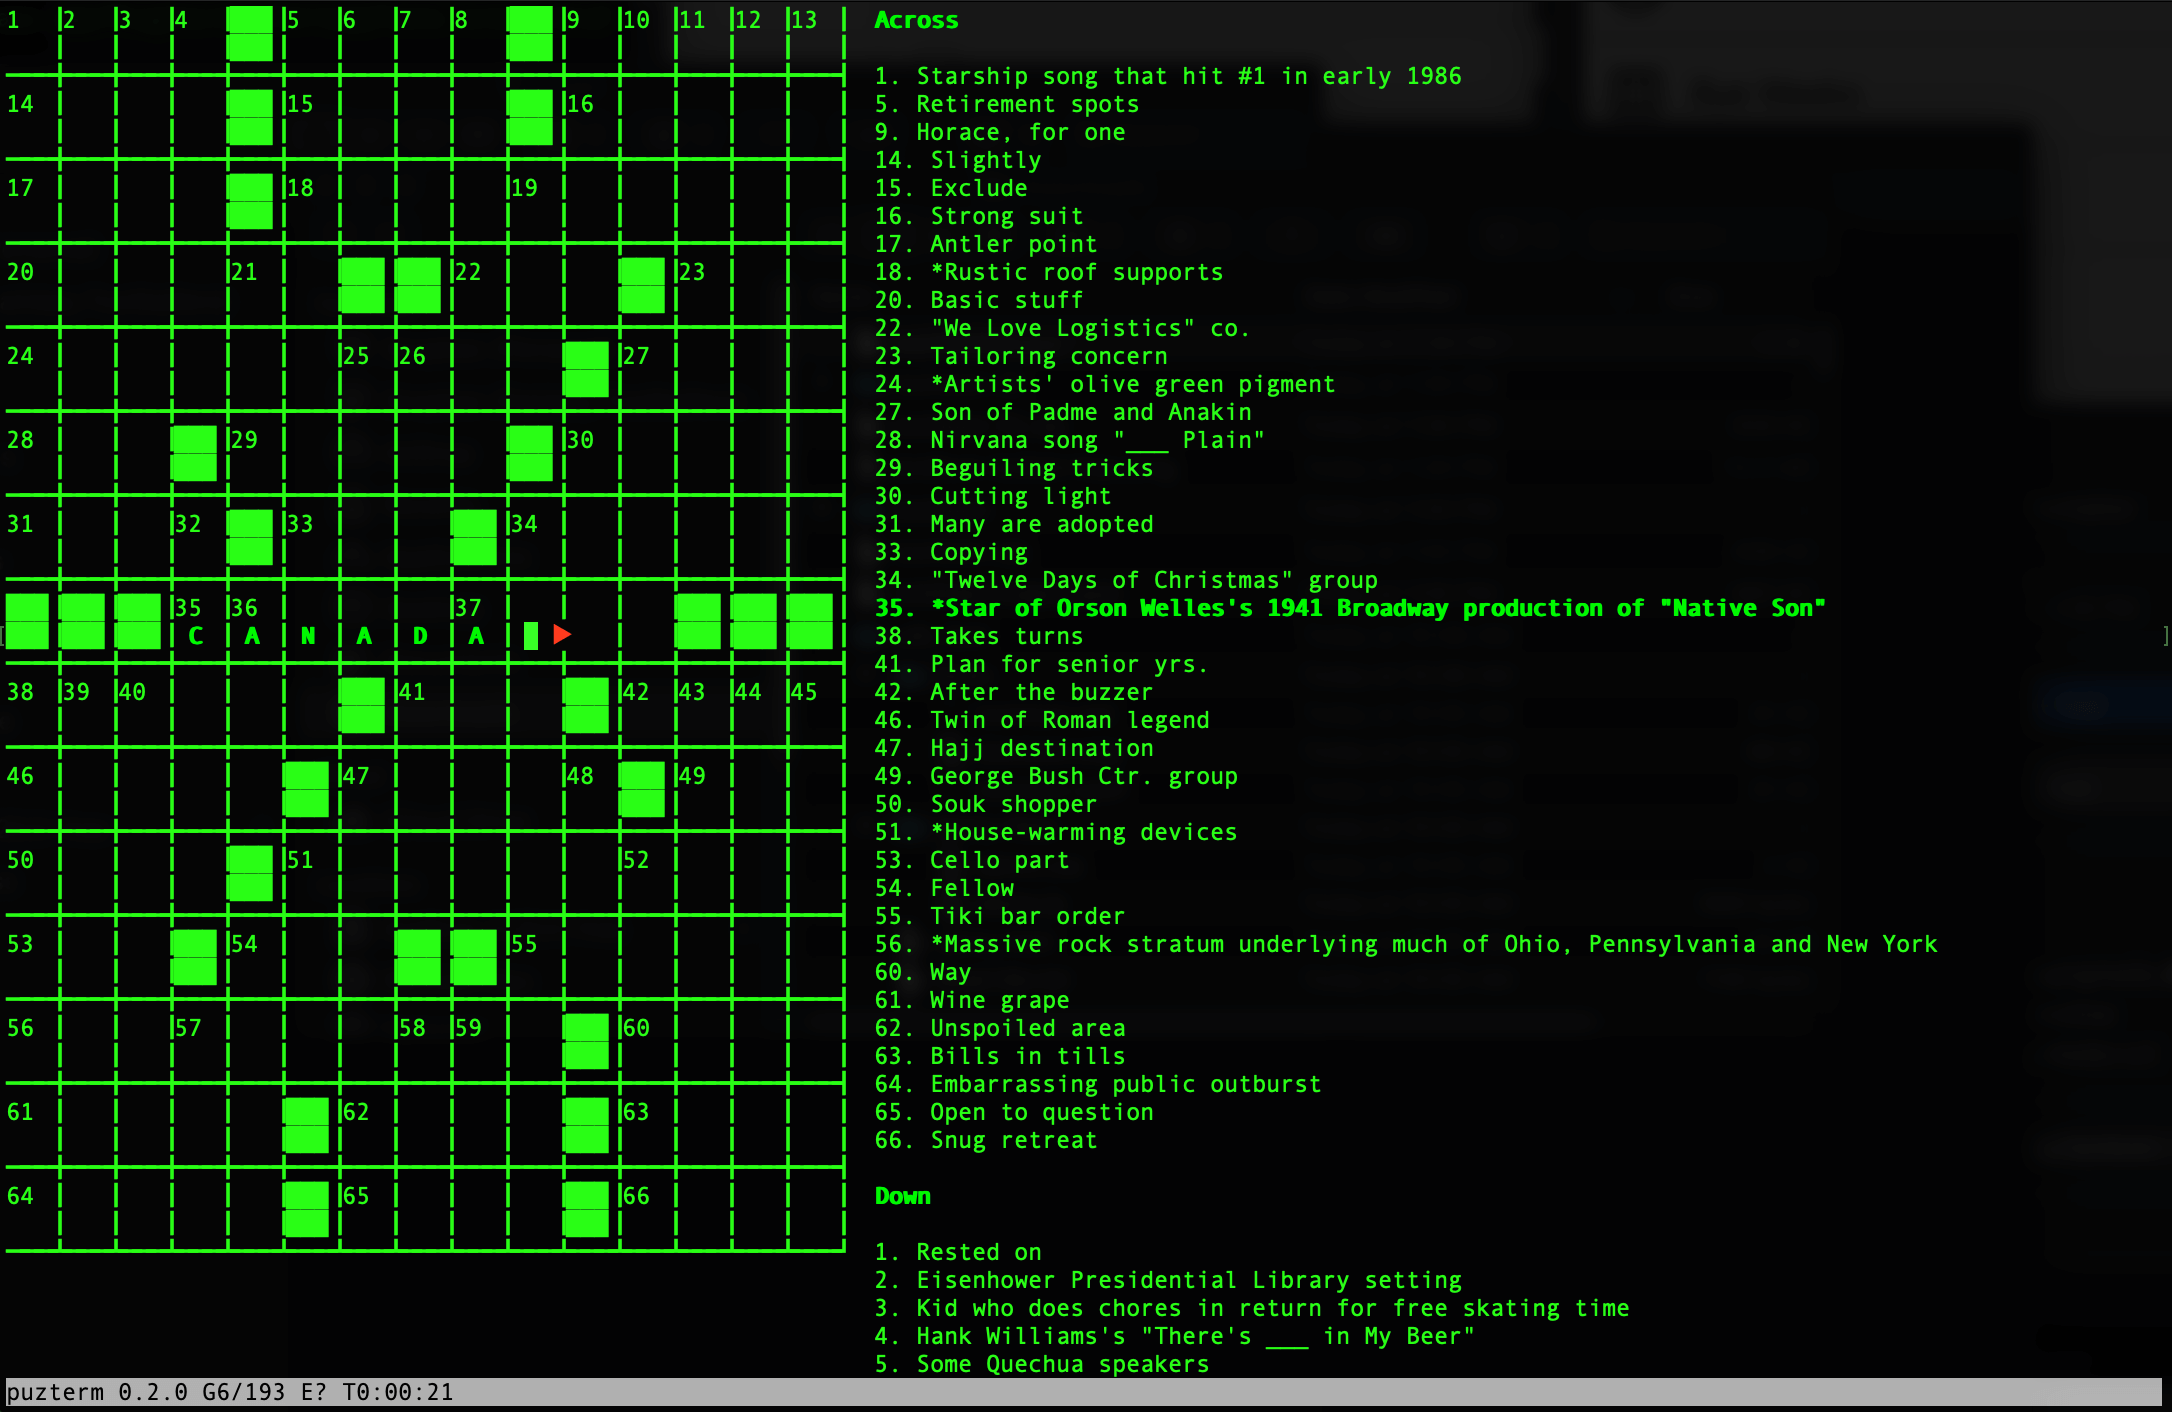 1 2 3 4 5 6 7 8 9 10 11 12 13
14 15 16
17 18 19
20 21 22 23
24 25 26 27
28 29 30
31 32 33 34
35 36 37
C A N A D A
38 39 40 41 42 43 44 45
46 47 48 49
50 51 52
53 54 55
56 57 58 59 60
61 62 63
64 65 66
Across
1. Starship song that hit #1 in early 1986
5. Retirement spots
9. Horace, for one
14. Slightly
15. Exclude
16. Strong suit
17. Antler point
18. *Rustic roof supports
20. Basic stuff
22. "We Love Logistics" co.
23. Tailoring concern
24. *Artists' olive green pigment
27. Son of Padme and Anakin
28. Nirvana song "___ Plain"
29. Beguiling tricks
30. Cutting light
31. Many are adopted
33. Copying
34. "Twelve Days of Christmas" group
35. *Star of Orson Welles's 1941 Broadway production of "Native Son"
38. Takes turns
41. Plan for senior yrs.
42. After the buzzer
46. Twin of Roman legend
47. Hajj destination
49. George Bush Ctr. group
50. Souk shopper
51. *House-warming devices
53. Cello part
54. Fellow
55. Tiki bar order
56. *Massive rock stratum underlying much of Ohio, Pennsylvania and New York
60. Way
61. Wine grape
62. Unspoiled area
63. Bills in tills
64. Embarrassing public outburst
65. Open to question
66. Snug retreat
Down
1. Rested on
2. Eisenhower Presidential Library setting
3. Kid who does chores in return for free skating time
4. Hank Williams's "There's ___ in My Beer"
5. Some Quechua speakers
puzterm 0.2.0 G6/193 E? T0:00:21